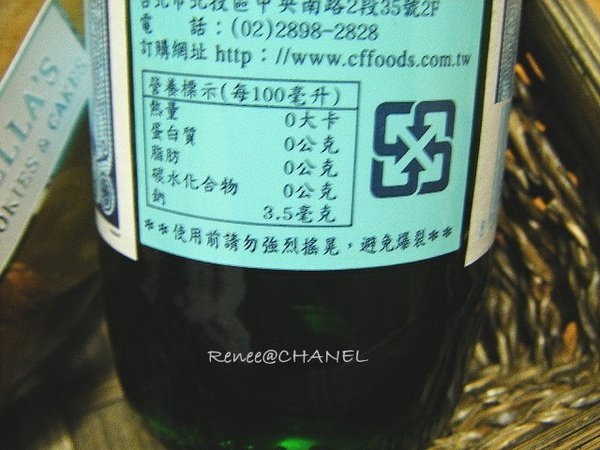 台北市北投區中央南路2段35號2F
電　　話：(02)2898-2828
訂購網址 http：//www.cffoods.com.tw
營養標示(每100毫升)
熱量 0大卡
蛋白質 0公克
脂肪 0公克
碳水化合物 0公克
鈉 3.5毫克
**使用前請勿強烈搖晃，避免爆裂**
ELLA'S
OKIES & CAKES
Renee@CHANEL